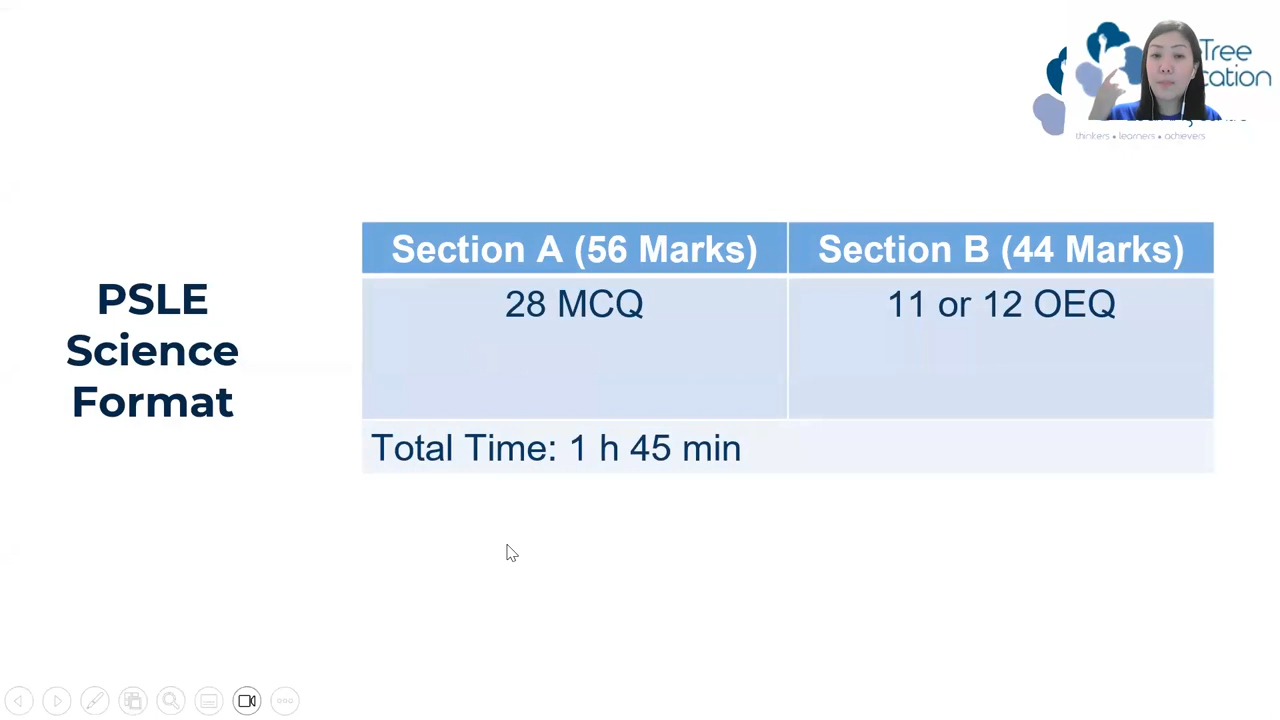 Tree
cation
thinkers • learners • achievers
PSLE
Science
Format
Section A (56 Marks)
Section B (44 Marks)
28 MCQ
11 or 12 OEQ
Total Time: 1 h 45 min